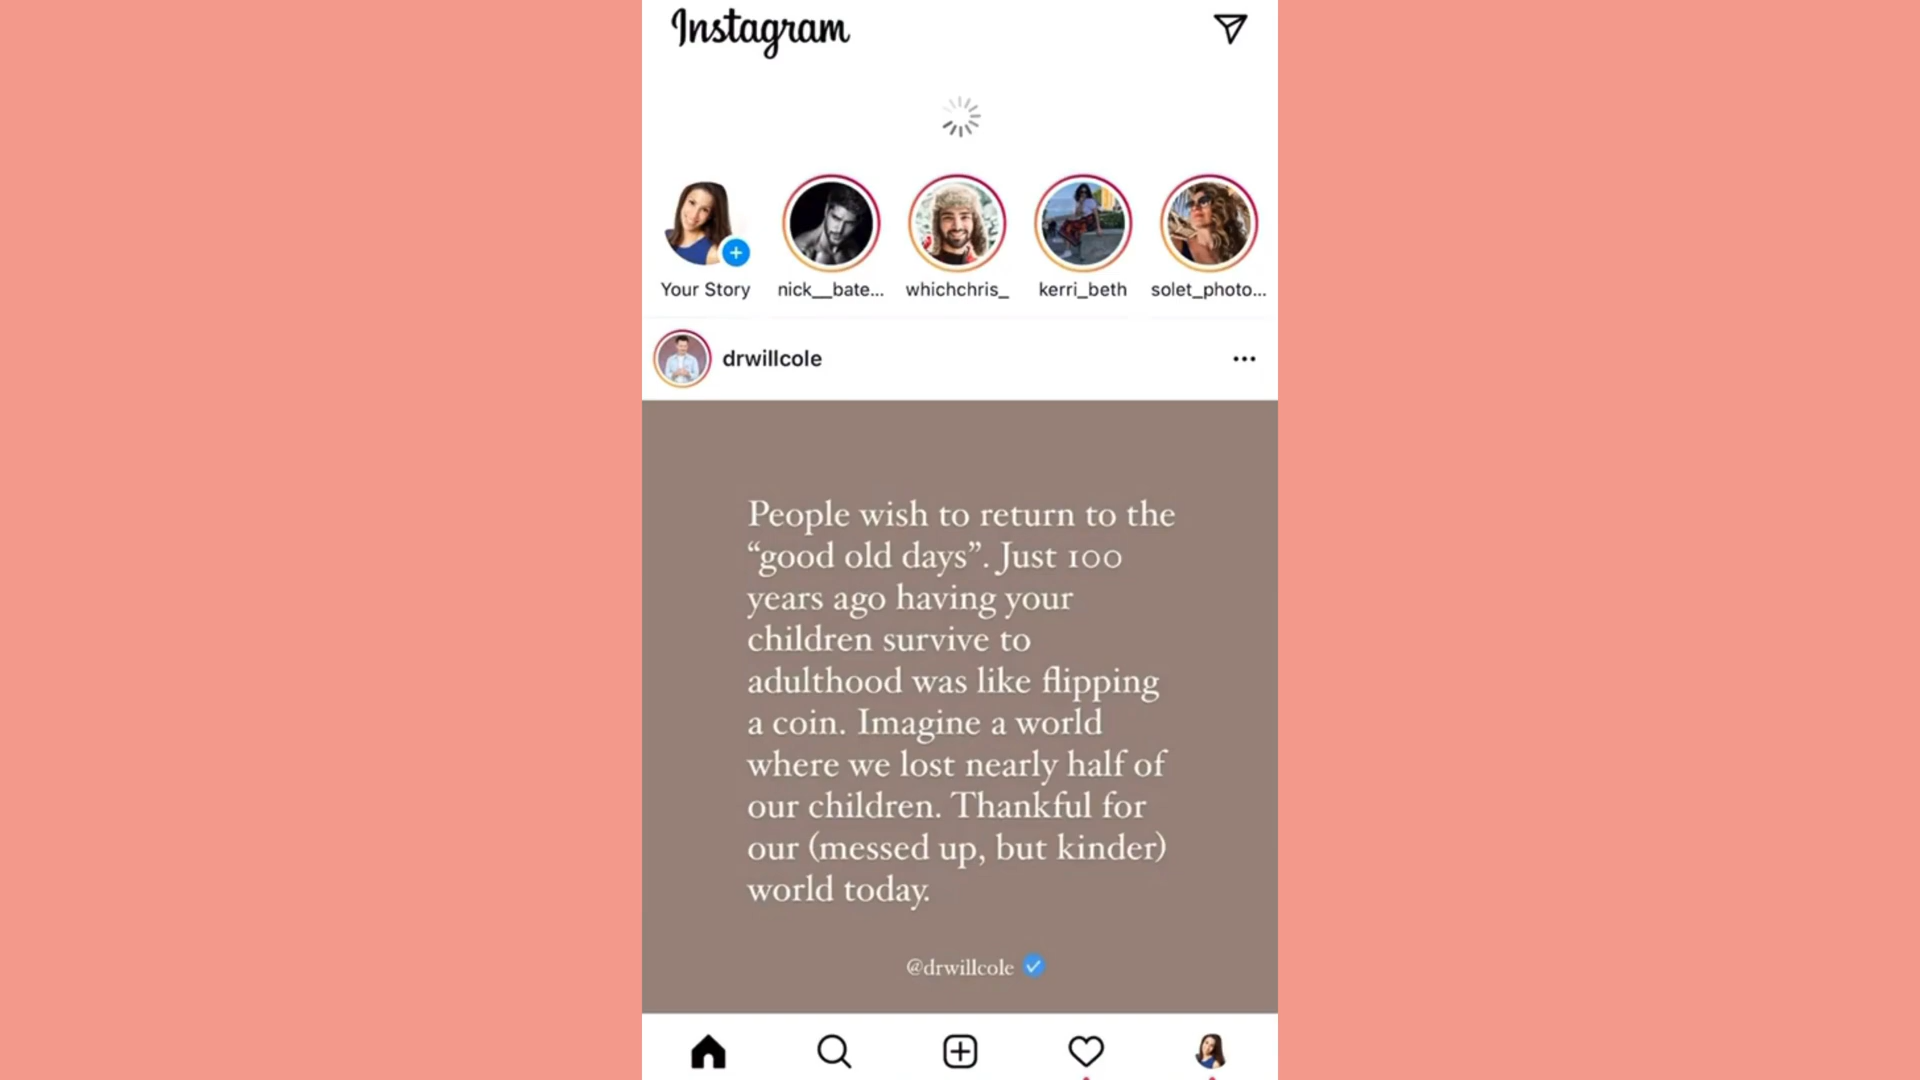 Instagram
Your Story
nick__bate...
whichchris_
kerri_beth
solet_photo...
drwillcole
People wish to return to the
“good old days”. Just 100
years ago having your
children survive to
adulthood was like flipping
a coin. Imagine a world
where we lost nearly half of
our children. Thankful for
our (messed up, but kinder)
world today.
@drwillcole